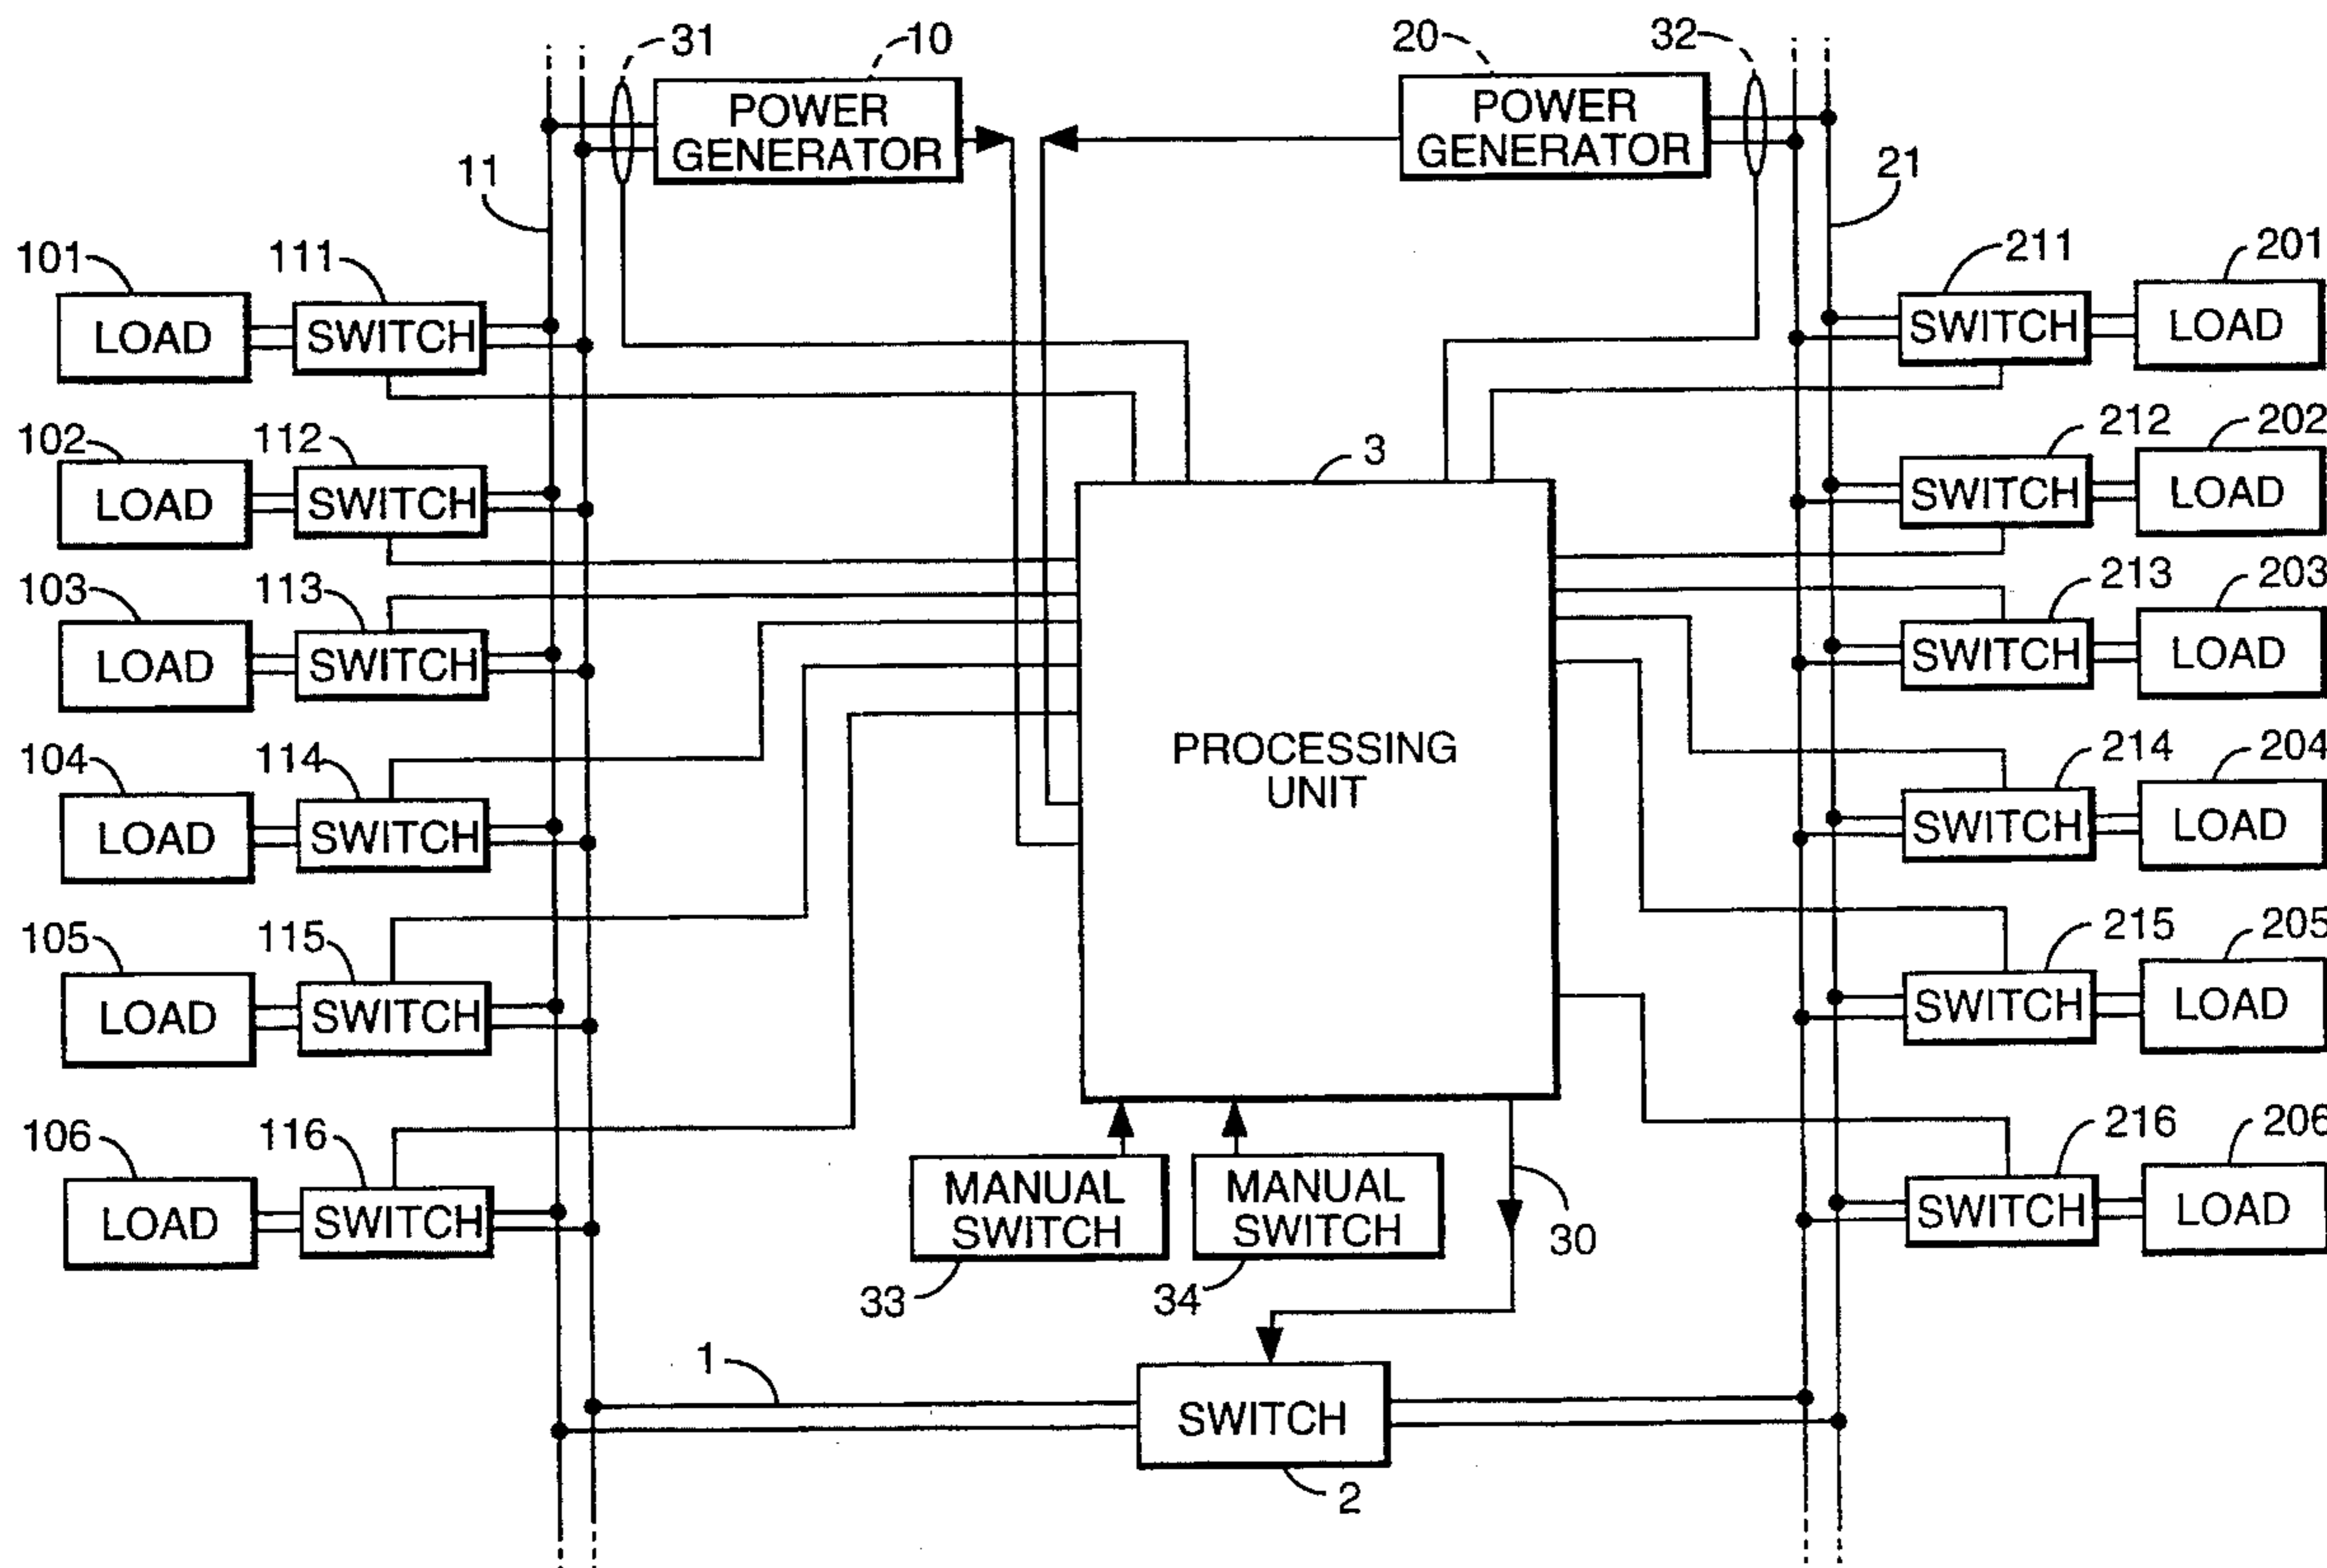 31
10
20
32
POWER
GENERATOR
POWER
GENERATOR
11
21
101
111
211
201
LOAD
SWITCH
SWITCH
LOAD
102
112
3
212
202
LOAD
SWITCH
SWITCH
LOAD
103
113
213
203
LOAD
SWITCH
SWITCH
LOAD
104
114
PROCESSING
UNIT
214
204
LOAD
SWITCH
SWITCH
LOAD
105
115
215
205
LOAD
SWITCH
SWITCH
LOAD
106
116
216
206
LOAD
SWITCH
MANUAL
SWITCH
MANUAL
SWITCH
SWITCH
LOAD
33
34
30
1
SWITCH
2